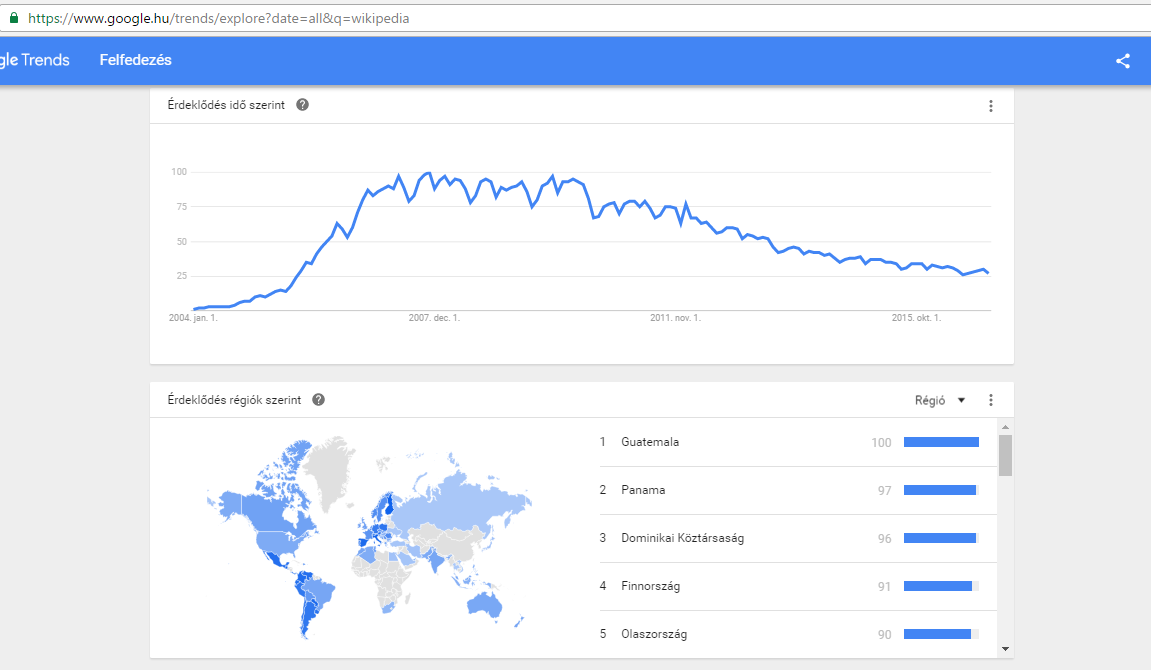 https://www.google.hu/trends/explore?date=all&q=wikipedia
gle Trends Felfedezés
Érdeklődés idő szerint ?
100
75
50
25
2004. jan. 1. 2007. dec. 1. 2011. nov. 1. 2015. okt. 1.
Érdeklődés régiók szerint ? Régió
1 Guatemala 100
2 Panama 97
3 Dominikai Köztársaság 96
4 Finnország 91
5 Olaszország 90